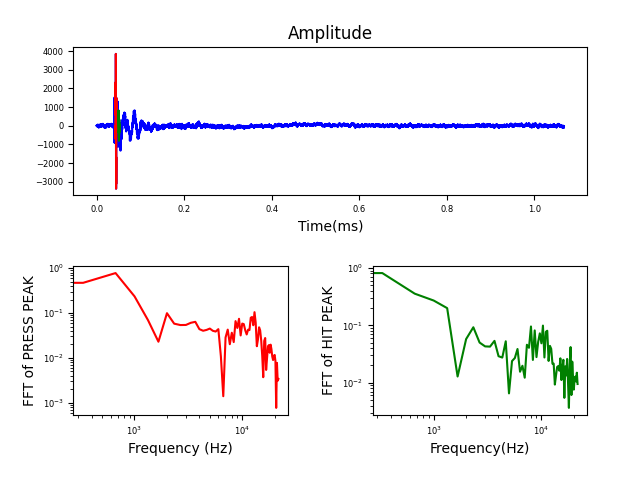 Amplitude
4000
3000
2000
1000
0
−1000
−2000
−3000
0.0 0.2 0.4 0.6 0.8 1.0
Time(ms)
FFT of PRESS PEAK
10⁰
10⁻¹
10⁻²
10⁻³
10³ 10⁴
Frequency (Hz)
FFT of HIT PEAK
10⁰
10⁻¹
10⁻²
10³ 10⁴
Frequency(Hz)